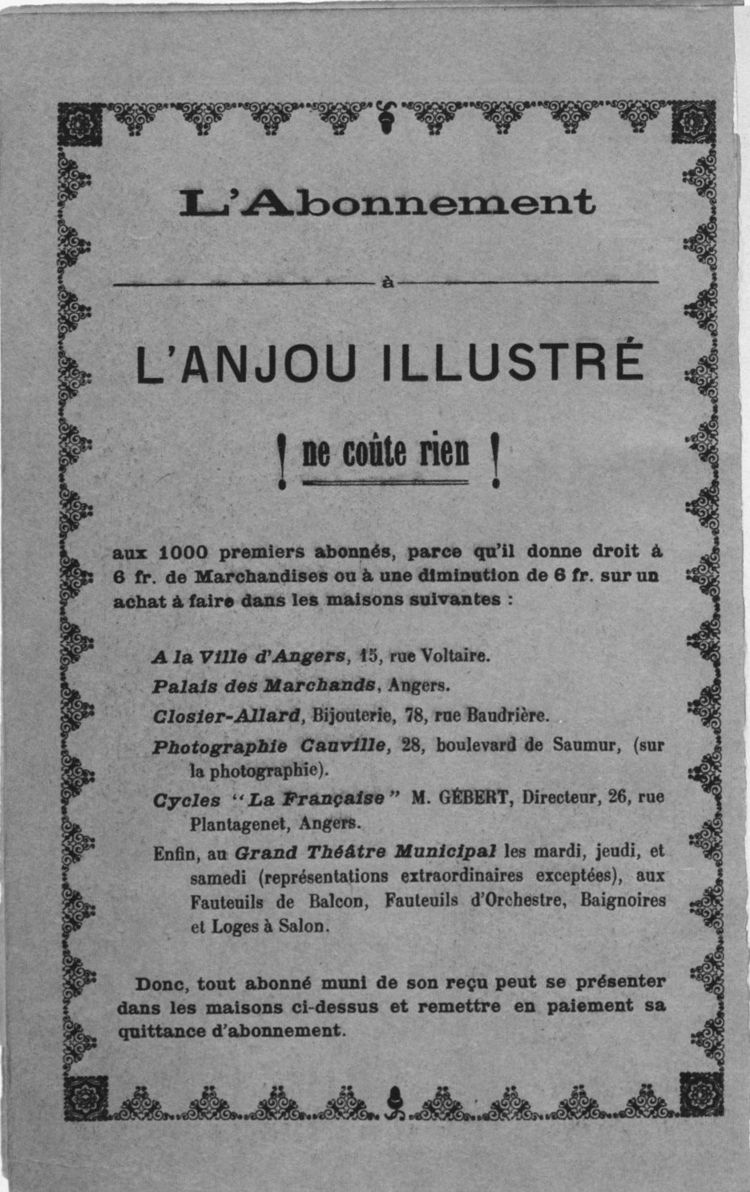 L'Abonnement
à
L'ANJOU ILLUSTRÉ
! ne coûte rien !
aux 1000 premiers abonnés, parce qu'il donne droit à
6 fr. de Marchandises ou à une diminution de 6 fr. sur un
achat à faire dans les maisons suivantes :
A la Ville d'Angers, 15, rue Voltaire.
Palais des Marchands, Angers.
Closier-Allard, Bijouterie, 78, rue Baudrière.
Photographie Cauville, 28, boulevard de Saumur, (sur
la photographie).
Cycles “La Française” M. GÉBERT, Directeur, 26, rue
Plantagenet, Angers.
Enfin, au Grand Théâtre Municipal les mardi, jeudi, et
samedi (représentations extraordinaires exceptées), aux
Fauteuils de Balcon, Fauteuils d'Orchestre, Baignoires
et Loges à Salon.
Donc, tout abonné muni de son reçu peut se présenter
dans les maisons ci-dessus et remettre en paiement sa
quittance d'abonnement.